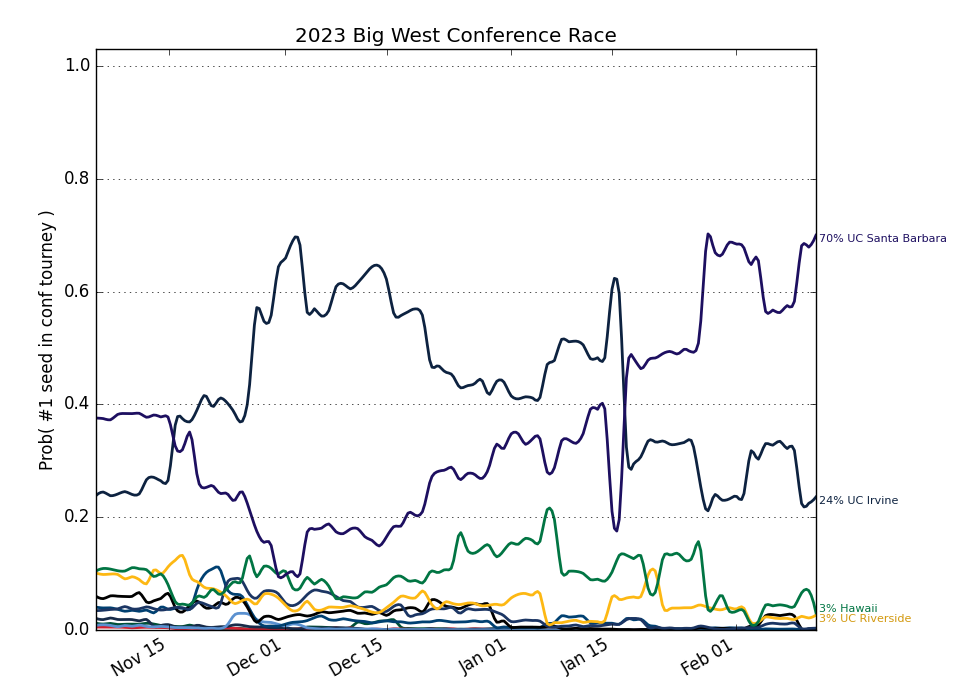 2023 Big West Conference Race
Prob( #1 seed in conf tourney )
1.0
0.8
0.6
0.4
0.2
0.0
70% UC Santa Barbara
24% UC Irvine
3% Hawaii
3% UC Riverside
Nov 15
Dec 01
Dec 15
Jan 01
Jan 15
Feb 01